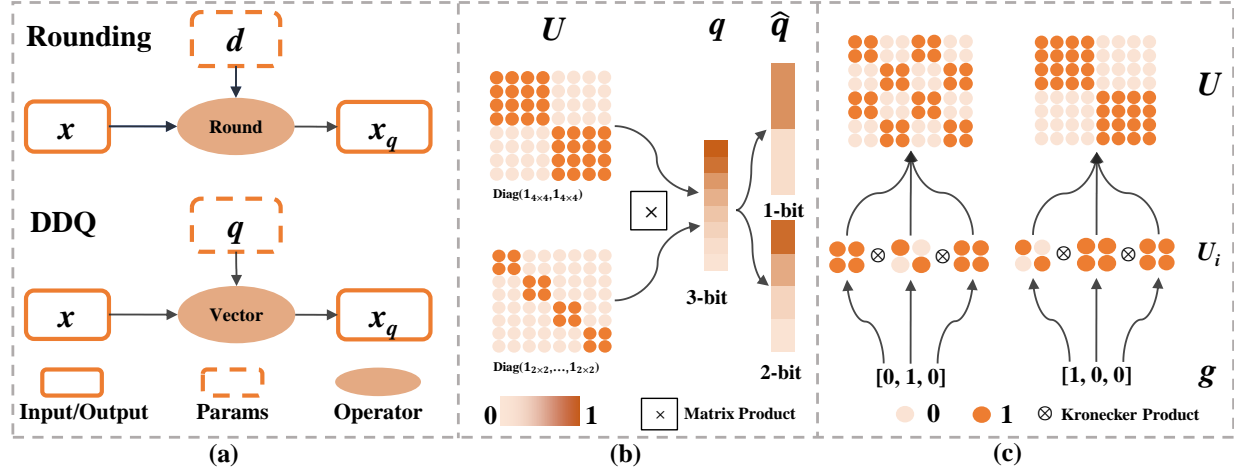 Rounding
d
x
Round
x_q
DDQ
q
x
Vector
x_q
Input/Output
Params
Operator
(a)
U
q
q̂
Diag(1_{4×4},1_{4×4})
×
1-bit
3-bit
Diag(1_{2×2},…,1_{2×2})
2-bit
0
1
× Matrix Product
(b)
U
⊗ ⊗ ⊗ ⊗
U_i
[0, 1, 0]
[1, 0, 0]
g
0
1
⊗ Kronecker Product
(c)